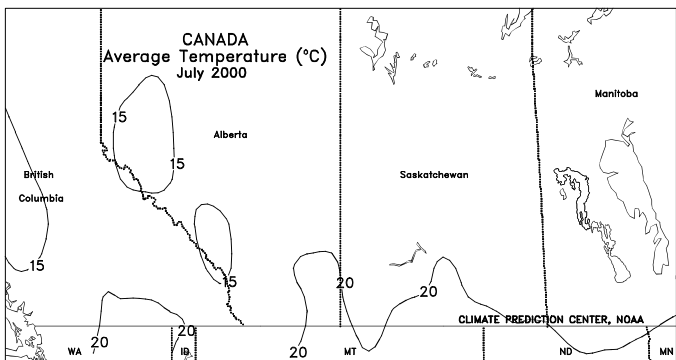 CANADA
Average Temperature (°C)
July 2000
Manitoba
15
Alberta
15
British
Saskatchewan
Columbia
15
15
20
20
CLIMATE PREDICTION CENTER, NOAA
20
20
WA
ID
20
MT
ND
MN